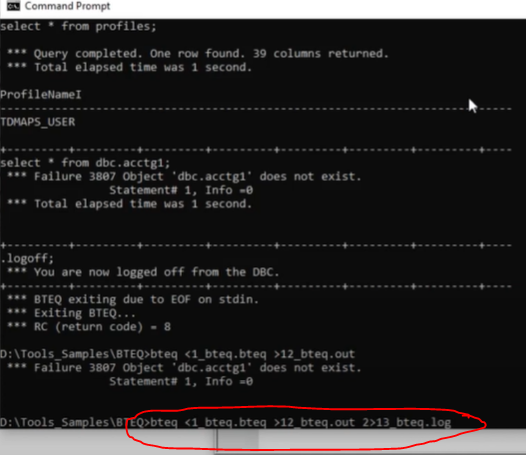 Command Prompt
select * from profiles;
*** Query completed. One row found. 39 columns returned.
*** Total elapsed time was 1 second.
ProfileNameI
---------------------------------------------------------------------------
TDMAPS_USER
+---------+---------+---------+---------+---------+---------+---------+----
select * from dbc.acctg1;
*** Failure 3807 Object 'dbc.acctg1' does not exist.
Statement# 1, Info =0
*** Total elapsed time was 1 second.
+---------+---------+---------+---------+---------+---------+---------+----
.logoff;
*** You are now logged off from the DBC.
+---------+---------+---------+---------+---------+---------+---------+----
*** BTEQ exiting due to EOF on stdin.
*** Exiting BTEQ...
*** RC (return code) = 8
D:\Tools_Samples\BTEQ>bteq <1_bteq.bteq >12_bteq.out
*** Failure 3807 Object 'dbc.acctg1' does not exist.
Statement# 1, Info =0
D:\Tools_Samples\BTEQ>bteq <1_bteq.bteq >12_bteq.out 2>13_bteq.log